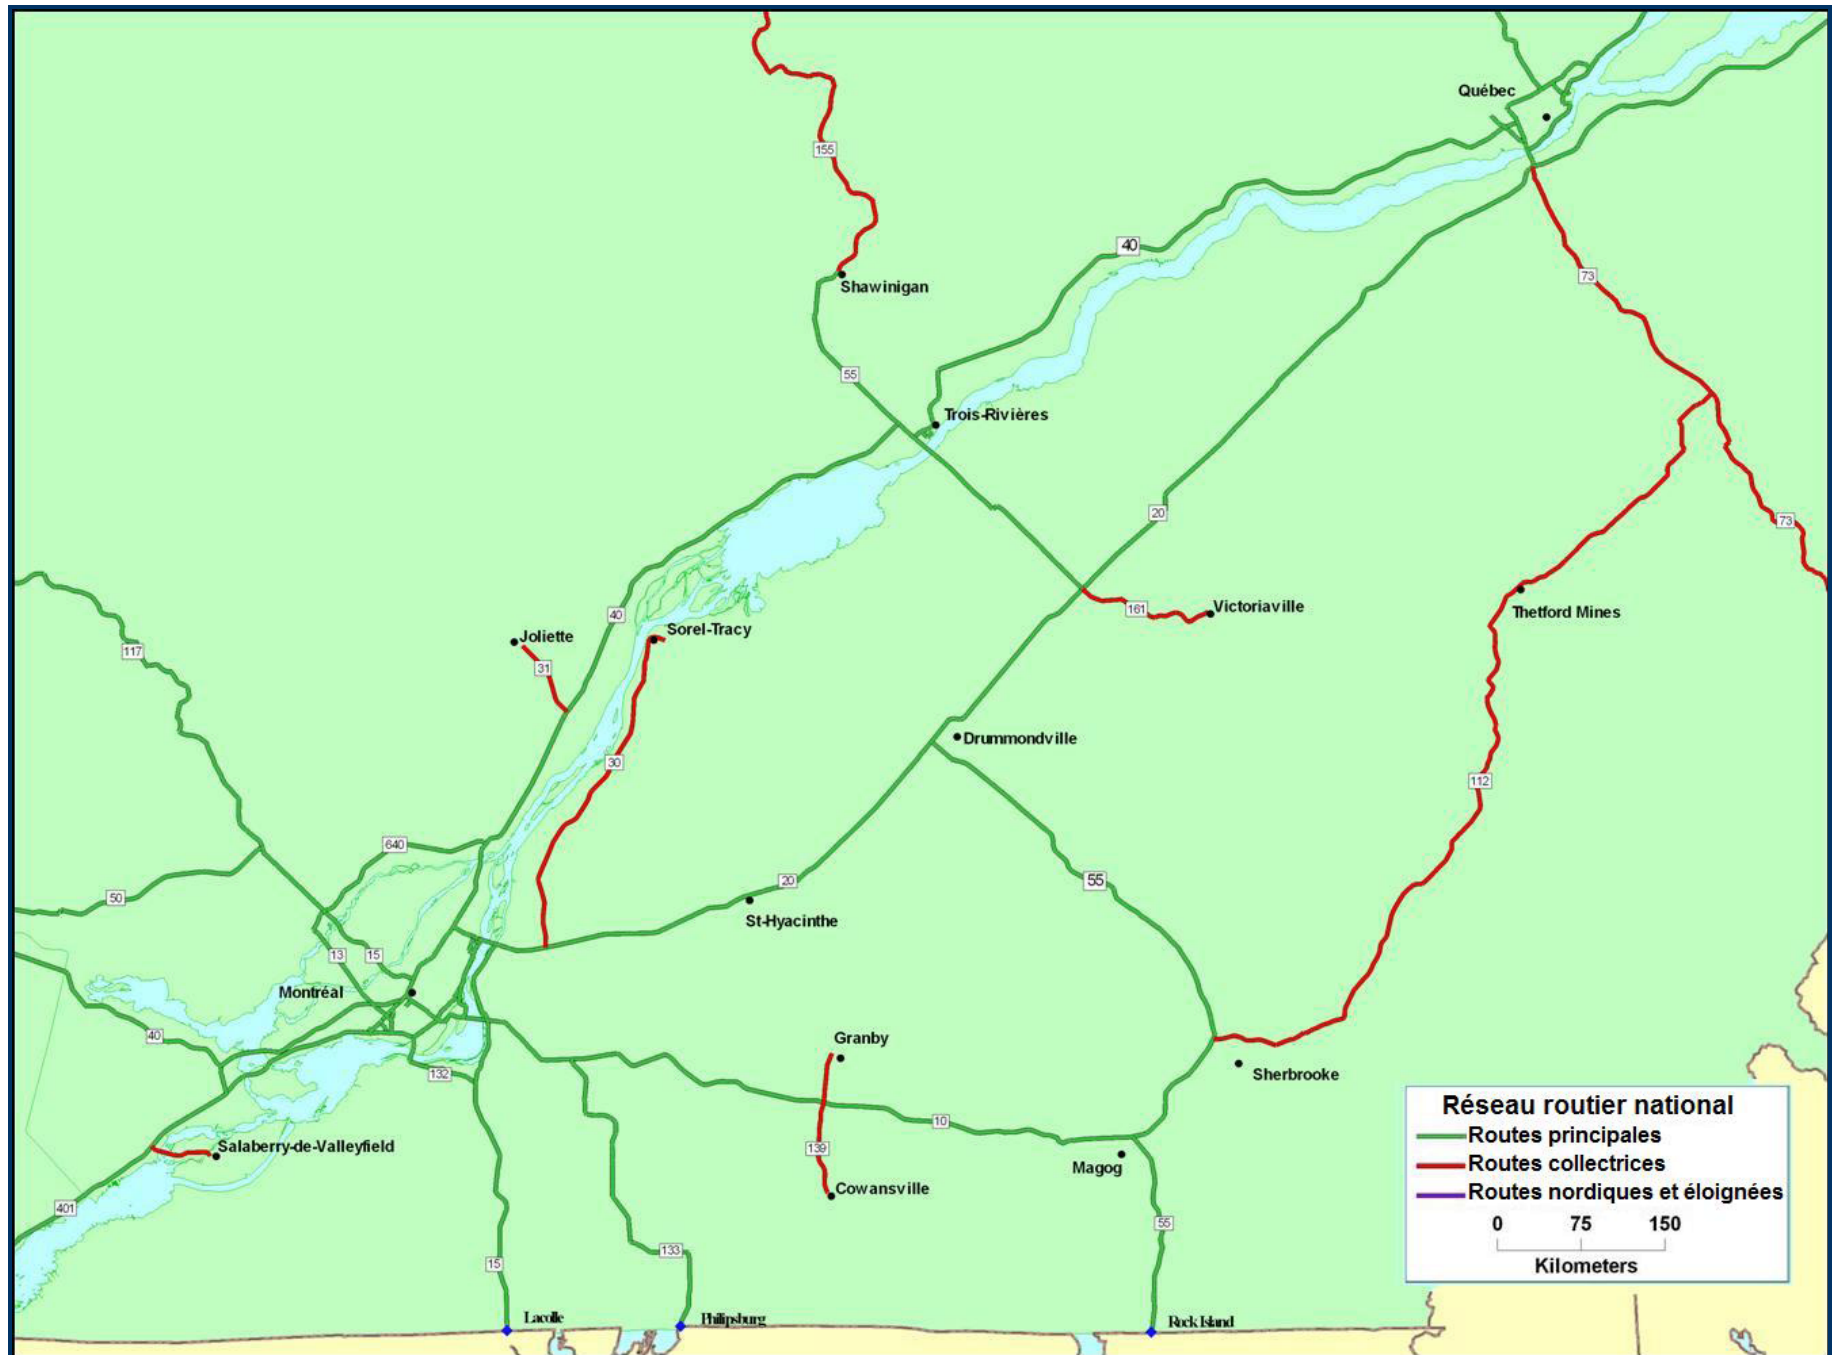 Québec
155
40
73
Shawinigan
55
Trois-Rivières
20
73
40
161
Victoriaville
Thetford Mines
117
Joliette
31
Sorel-Tracy
Drummondville
30
112
640
50
20
55
St-Hyacinthe
13
15
Montréal
40
132
Granby
Sherbrooke
10
139
Magog
Salaberry-de-Valleyfield
Cowansville
401
55
133
15
Lacolle
Philipsburg
Rock Island
Réseau routier national
Routes principales
Routes collectrices
Routes nordiques et éloignées
0 75 150
Kilometers